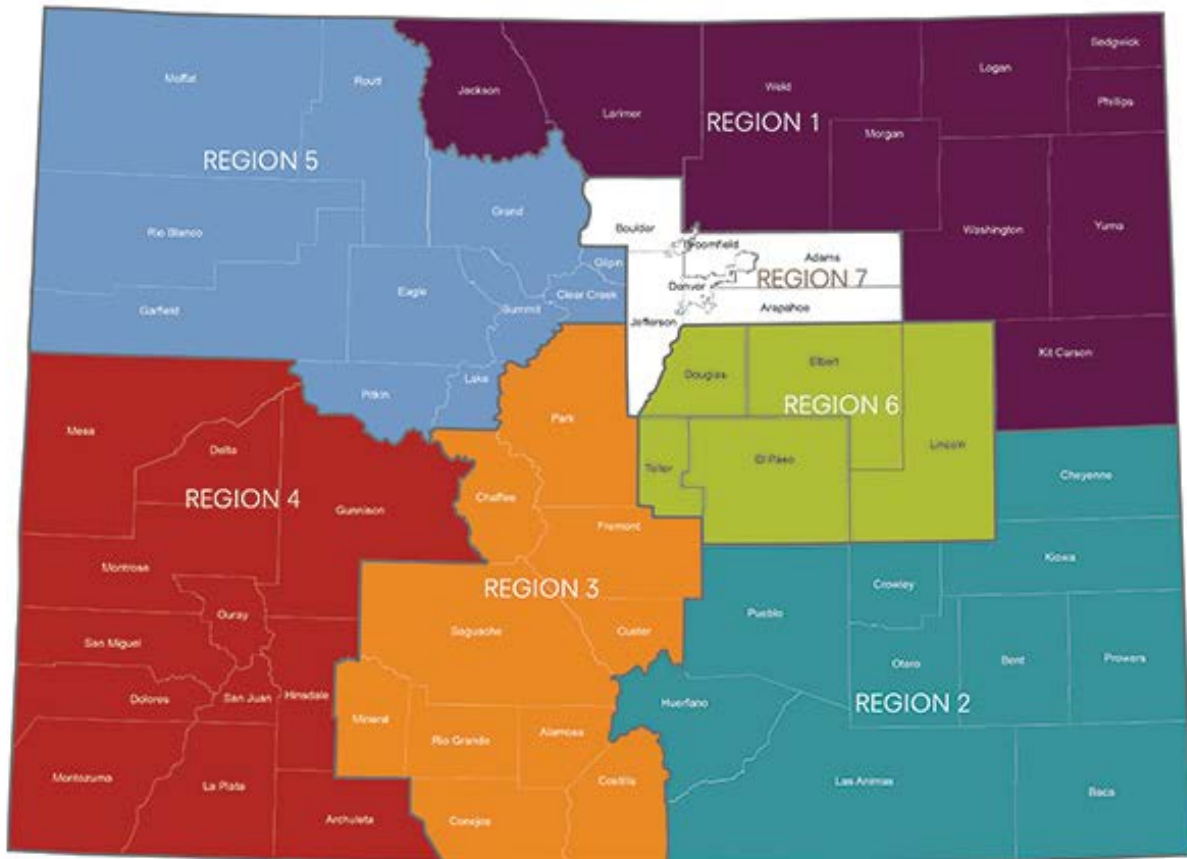 Moffat
Routt
Jackson
Larimer
Weld
Logan
Sedgwick
Phillips
REGION 1
Morgan
Washington
Yuma
Kit Carson
REGION 5
Rio Blanco
Grand
Garfield
Eagle
Summit
Gilpin
Clear Creek
Pitkin
Lake
Boulder
Broomfield
Adams
Denver
REGION 7
Arapahoe
Jefferson
Douglas
Elbert
REGION 6
Teller
El Paso
Lincoln
Mesa
Delta
REGION 4
Gunnison
Montrose
Ouray
San Miguel
Dolores
San Juan
Hinsdale
Montozuma
La Plata
Archuleta
Park
Chaffee
Fremont
REGION 3
Saguache
Custer
Mineral
Rio Grande
Alamosa
Conejos
Costilla
Cheyenne
Kiowa
Crowley
Pueblo
Otero
Bent
Prowers
REGION 2
Huerfano
Las Animas
Baca